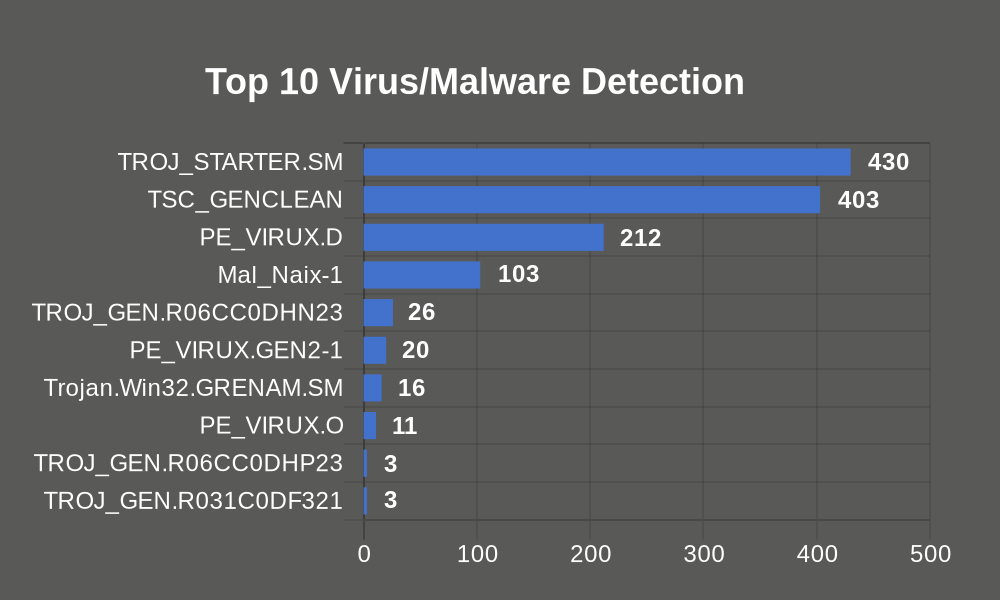 Top 10 Virus/Malware Detection
TROJ_STARTER.SM 430
TSC_GENCLEAN 403
PE_VIRUX.D 212
Mal_Naix-1 103
TROJ_GEN.R06CC0DHN23 26
PE_VIRUX.GEN2-1 20
Trojan.Win32.GRENAM.SM 16
PE_VIRUX.O 11
TROJ_GEN.R06CC0DHP23 3
TROJ_GEN.R031C0DF321 3
0 100 200 300 400 500